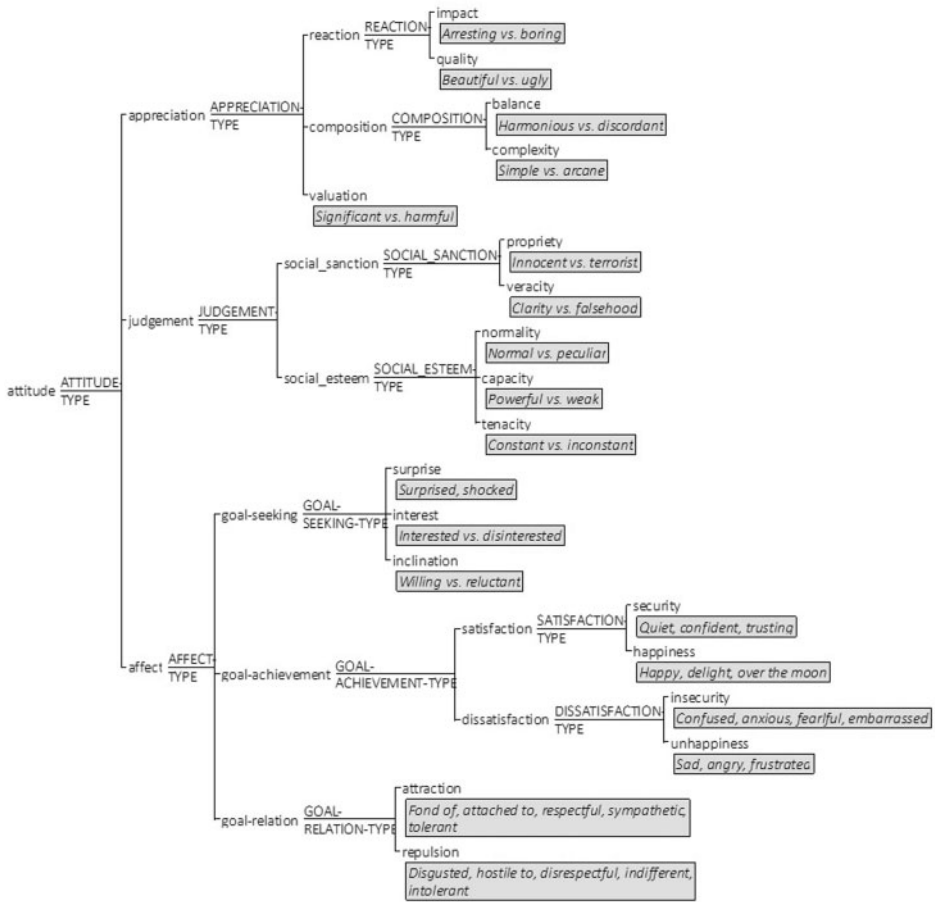 impact
reaction REACTION-
TYPE
Arresting vs. boring
quality
Beautiful vs. ugly
appreciation APPRECIATION-
TYPE
balance
composition COMPOSITION-
TYPE
Harmonious vs. discordant
complexity
Simple vs. arcane
valuation
Significant vs. harmful
propriety
social_sanction SOCIAL_SANCTION-
TYPE
Innocent vs. terrorist
veracity
Clarity vs. falsehood
judgement JUDGEMENT-
TYPE
normality
Normal vs. peculiar
social_esteem SOCIAL_ESTEEM-
TYPE
capacity
Powerful vs. weak
tenacity
Constant vs. inconstant
attitude ATTITUDE-
TYPE
surprise
Surprised, shocked
goal-seeking GOAL-
SEEKING-TYPE
interest
Interested vs. disinterested
inclination
Willing vs. reluctant
affect AFFECT-
TYPE
security
satisfaction SATISFACTION-
TYPE
Quiet, confident, trusting
happiness
Happy, delight, over the moon
goal-achievement GOAL-
ACHIEVEMENT-TYPE
insecurity
dissatisfaction DISSATISFACTION-
TYPE
Confused, anxious, fearlful, embarrassed
unhappiness
Sad, angry, frustrated
attraction
goal-relation GOAL-
RELATION-TYPE
Fond of, attached to, respectful, sympathetic,
tolerant
repulsion
Disgusted, hostile to, disrespectful, indifferent,
intolerant